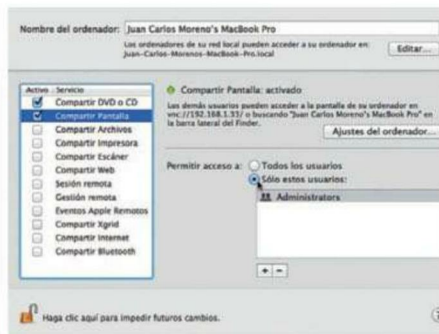 Nombre del ordenador: Juan Carlos Moreno's MacBook Pro
Los ordenadores de su red local pueden acceder a su ordenador en:
Juan-Carlos-Morenos-MacBook-Pro.local
Editar...
Activo Servicio
Compartir DVD o CD
Compartir Pantalla
Compartir Archivos
Compartir Impresora
Compartir Escáner
Compartir Web
Sesión remota
Gestión remota
Eventos Apple Remotos
Compartir Xgrid
Compartir Internet
Compartir Bluetooth
Compartir Pantalla: activado
Los demás usuarios pueden acceder a la pantalla de su ordenador en
vnc://192.168.1.33/ o buscando "Juan Carlos Moreno's MacBook Pro" en
la barra lateral del Finder.
Ajustes del ordenador...
Permitir acceso a: Todos los usuarios
Sólo estos usuarios:
Administrators
+ −
Haga clic aquí para impedir futuros cambios.
?